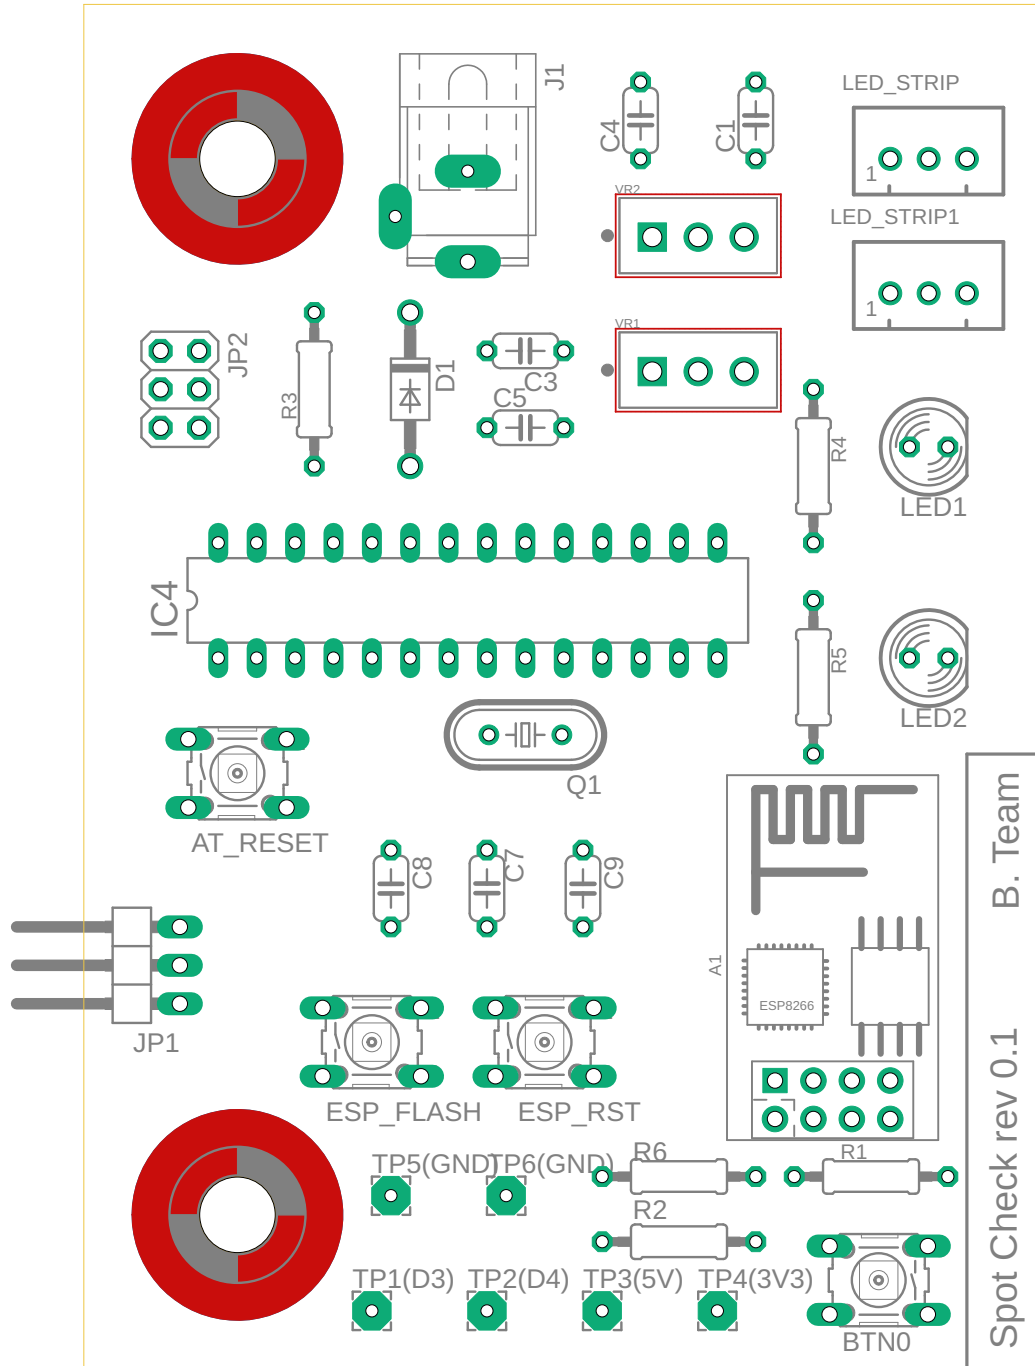 J1
C4
C1
LED_STRIP
1
VR2
LED_STRIP1
1
VR1
JP2
R3
D1
C3
C5
R4
LED1
IC4
R5
LED2
Q1
AT_RESET
C8
C7
C9
B. Team
A1
ESP8266
JP1
ESP_FLASH
ESP_RST
Spot Check rev 0.1
TP5(GND)
TP6(GND)
R6
R1
R2
TP1(D3)
TP2(D4)
TP3(5V)
TP4(3V3)
BTN0